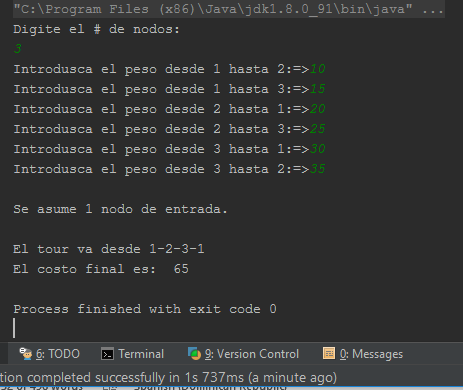 "C:\Program Files (x86)\Java\jdk1.8.0_91\bin\java" ...
Digite el # de nodos:
3
Introdusca el peso desde 1 hasta 2:=>10
Introdusca el peso desde 1 hasta 3:=>15
Introdusca el peso desde 2 hasta 1:=>20
Introdusca el peso desde 2 hasta 3:=>25
Introdusca el peso desde 3 hasta 1:=>30
Introdusca el peso desde 3 hasta 2:=>35
Se asume 1 nodo de entrada.
El tour va desde 1-2-3-1
El costo final es:  65
Process finished with exit code 0
6: TODO Terminal 9: Version Control 0: Messages
tion completed successfully in 1s 737ms (a minute ago)